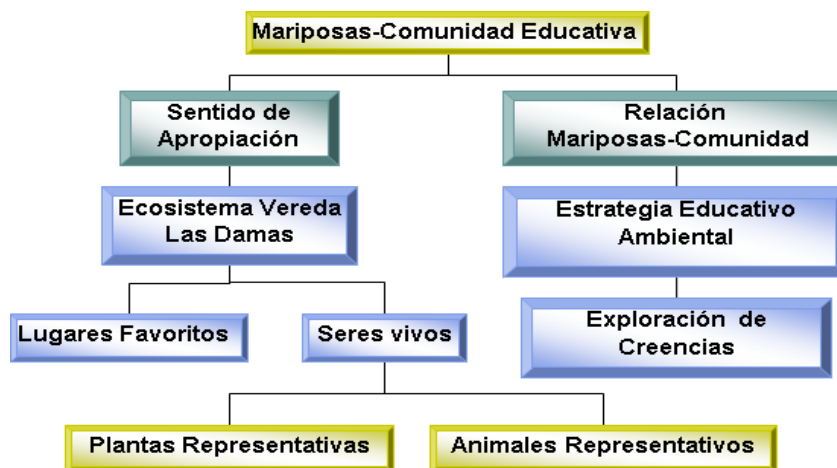 Mariposas-Comunidad Educativa
Sentido de
Apropiación
Relación
Mariposas-Comunidad
Ecosistema Vereda
Las Damas
Estrategia Educativo
Ambiental
Lugares Favoritos
Seres vivos
Exploración de
Creencias
Plantas Representativas
Animales Representativos